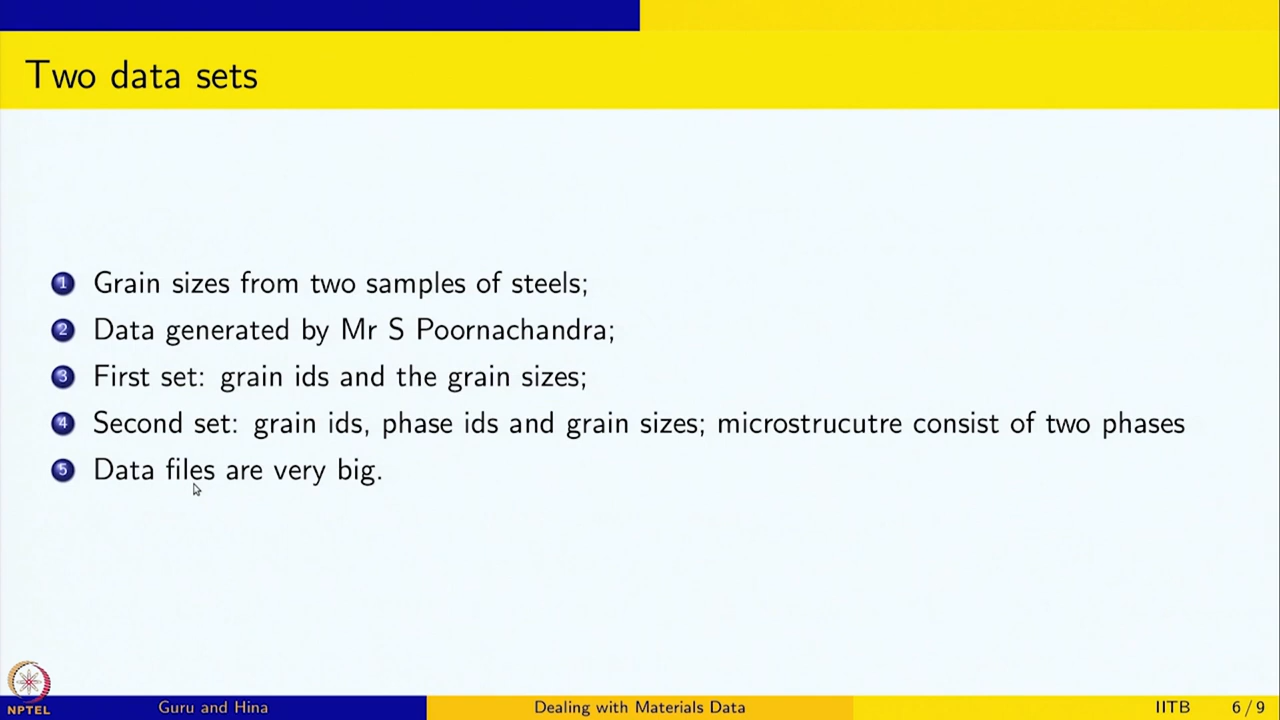 Two data sets
1 Grain sizes from two samples of steels;
2 Data generated by Mr S Poornachandra;
3 First set: grain ids and the grain sizes;
4 Second set: grain ids, phase ids and grain sizes; microstrucutre consist of two phases
5 Data files are very big.
NPTEL
Guru and Hina
Dealing with Materials Data
IITB
6 / 9